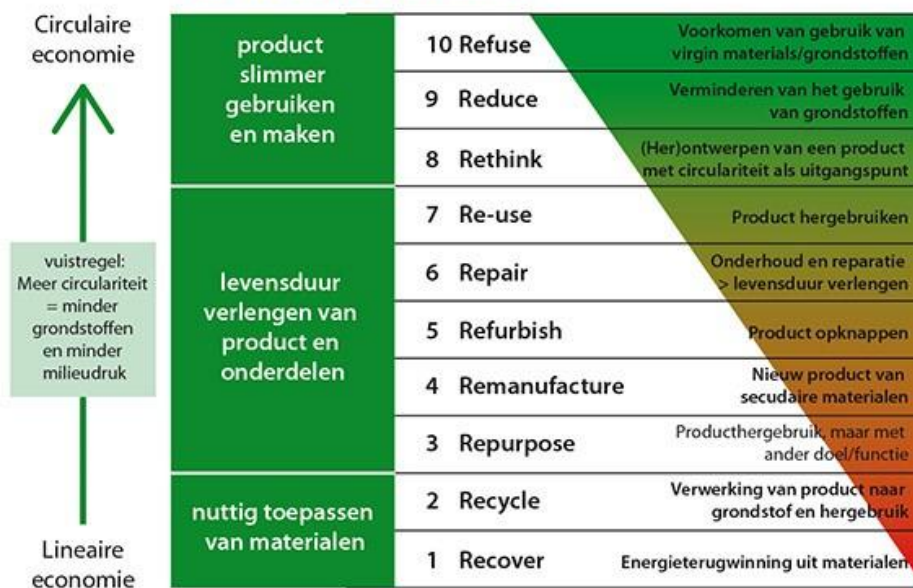 Circulaire
economie
vuistregel:
Meer circulariteit
= minder
grondstoffen
en minder
milieudruk
Lineaire
economie
product
slimmer
gebruiken
en maken
levensduur
verlengen van
product en
onderdelen
nuttig toepassen
van materialen
10 Refuse
Voorkomen van gebruik van
virgin materials/grondstoffen
9 Reduce
Verminderen van het gebruik
van grondstoffen
8 Rethink
(Her)ontwerpen van een product
met circulariteit als uitgangspunt
7 Re-use
Product hergebruiken
6 Repair
Onderhoud en reparatie
> levensduur verlengen
5 Refurbish
Product opknappen
4 Remanufacture
Nieuw product van
secudaire materialen
3 Repurpose
Producthergebruik, maar met
ander doel/functie
2 Recycle
Verwerking van product naar
grondstof en hergebruik
1 Recover
Energieterugwinning uit materialen